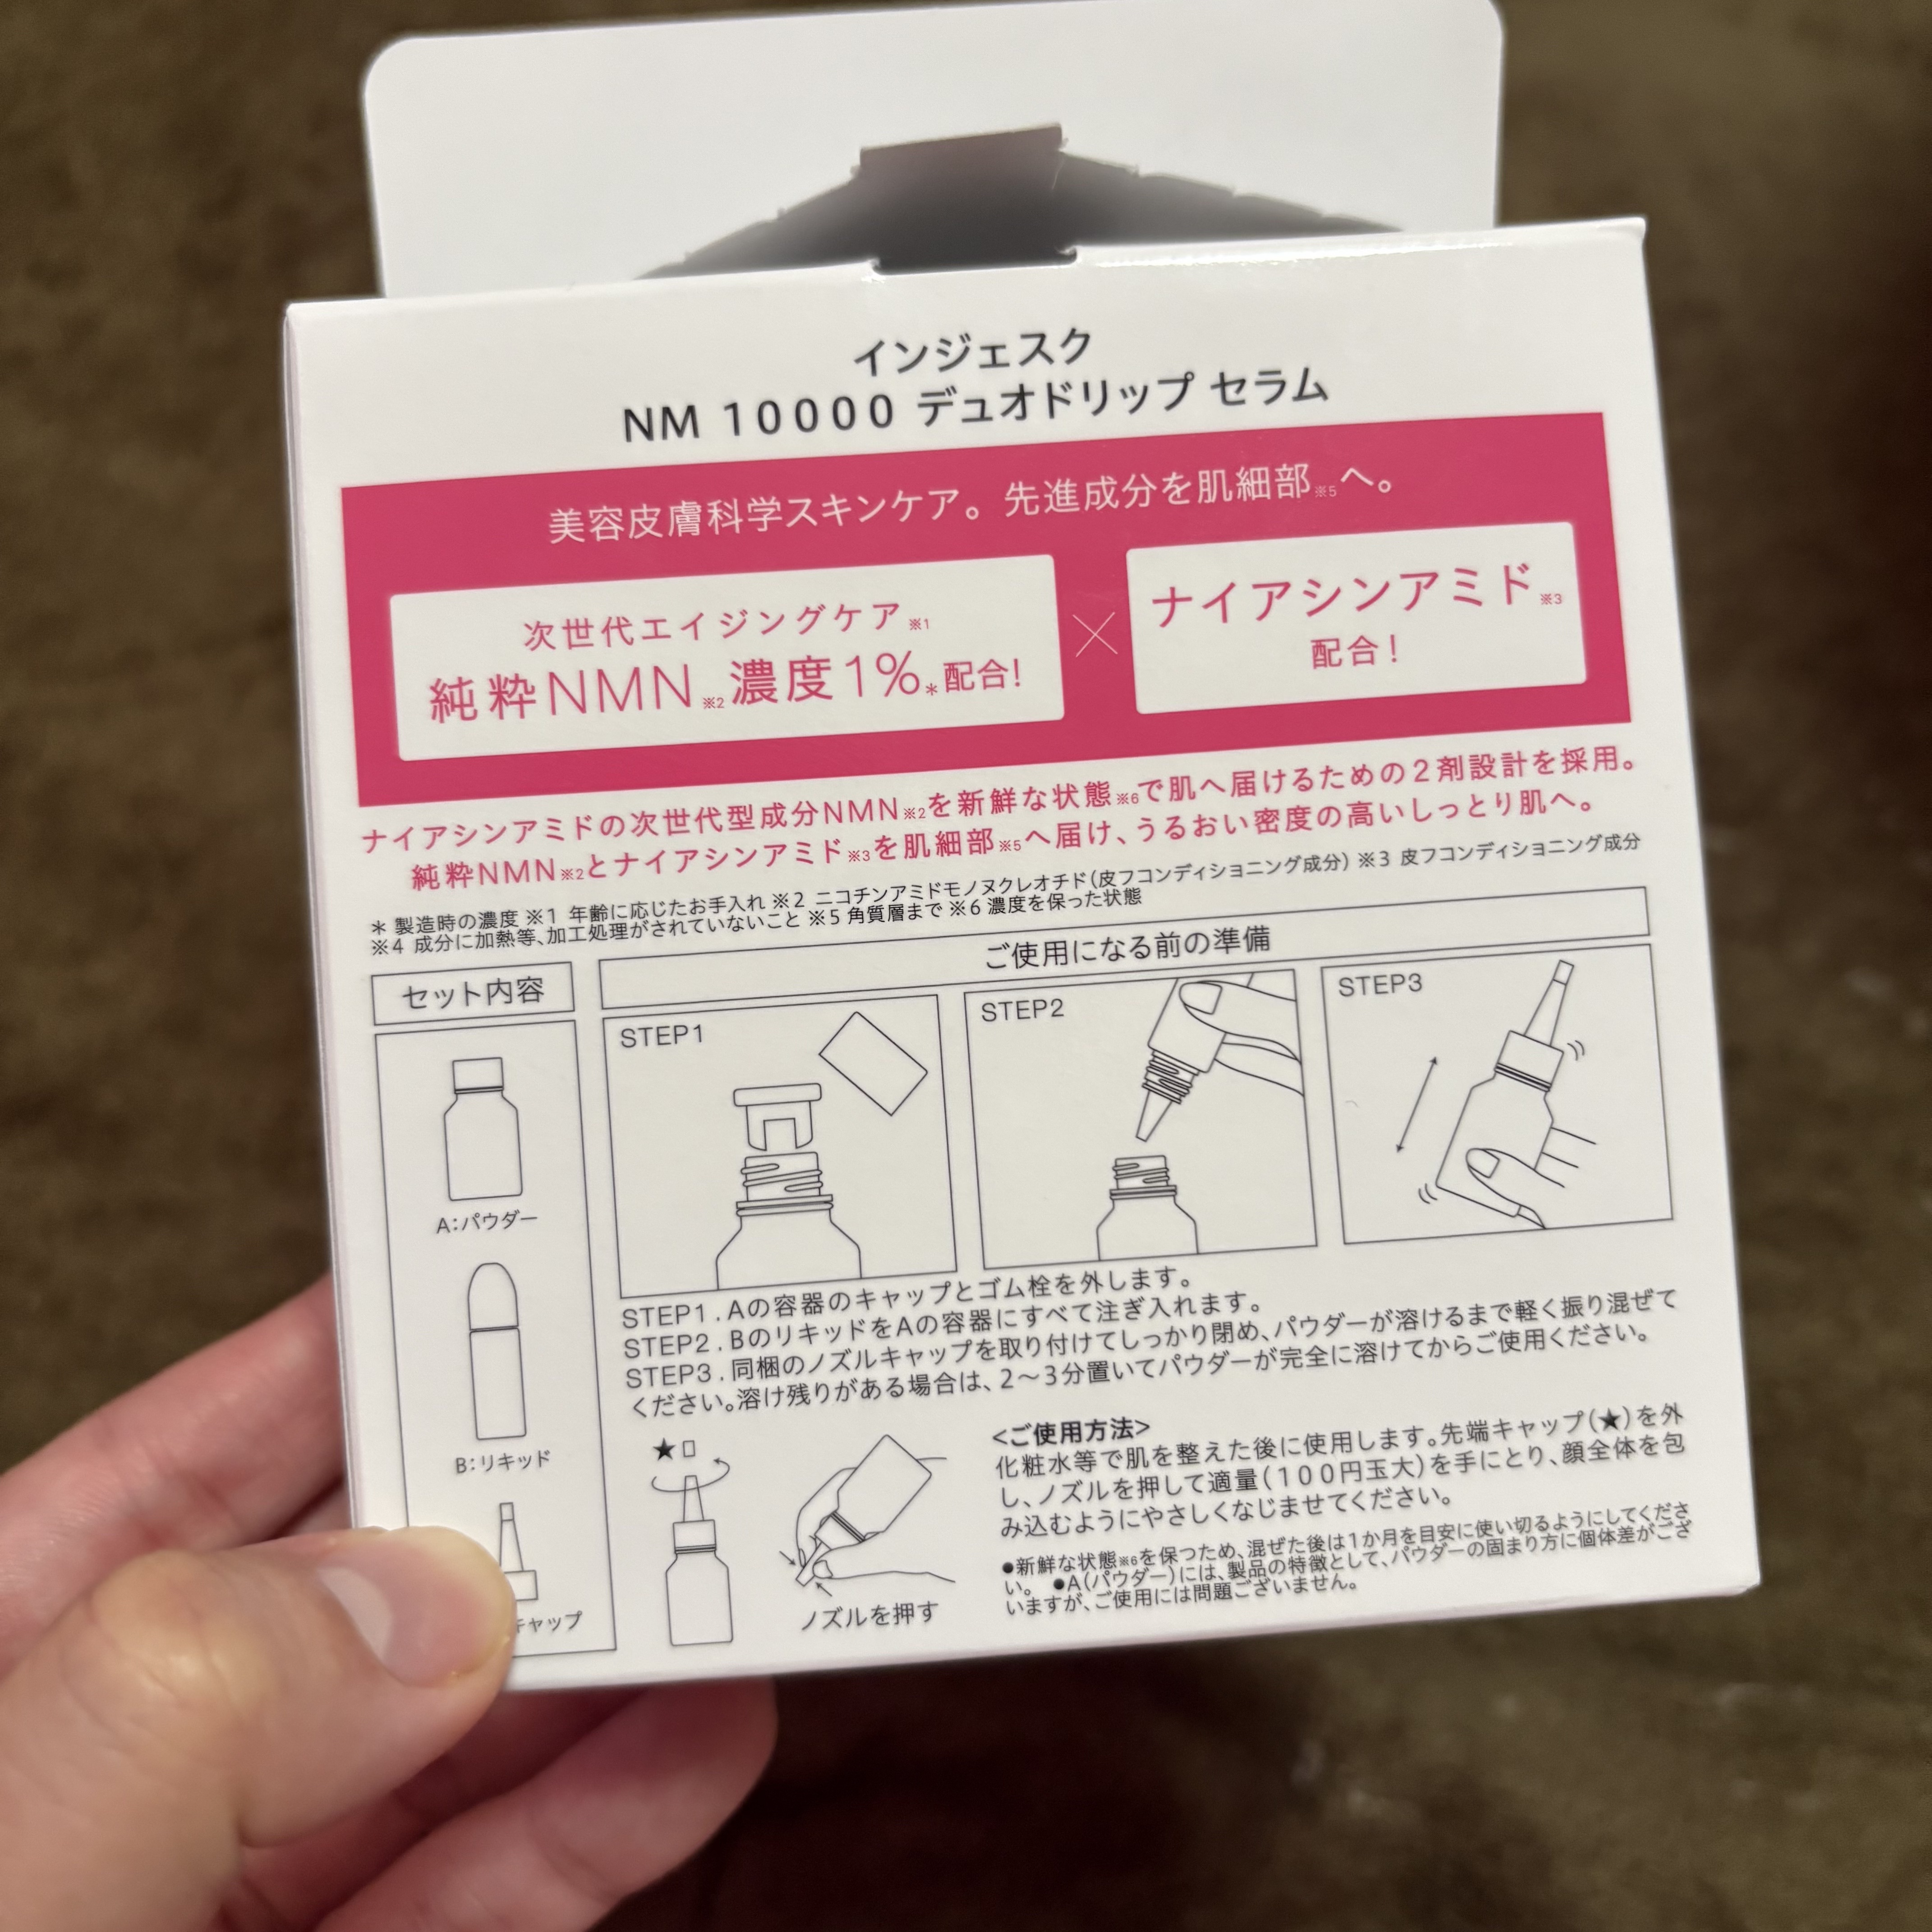 インジェスク
NM 10000 デュオドリップ セラム
美容皮膚科学スキンケア。先進成分を肌細部※5へ。
次世代エイジングケア※1
純粋NMN※2濃度1%*配合!
×
ナイアシンアミド※3
配合!
ナイアシンアミドの次世代型成分NMN※2を新鮮な状態※6で肌へ届けるための2剤設計を採用。
純粋NMN※2とナイアシンアミド※3を肌細部※5へ届け、うるおい密度の高いしっとり肌へ。
* 製造時の濃度 ※1 年齢に応じたお手入れ ※2 ニコチンアミドモノヌクレオチド(皮フコンディショニング成分) ※3 皮フコンディショニング成分
※4 成分に加熱等、加工処理がされていないこと ※5 角質層まで ※6 濃度を保った状態
セット内容
A:パウダー
B:リキッド
キャップ
ご使用になる前の準備
STEP1
STEP2
STEP3
STEP1.Aの容器のキャップとゴム栓を外します。
STEP2.BのリキッドをAの容器にすべて注ぎ入れます。
STEP3.同梱のノズルキャップを取り付けてしっかり閉め、パウダーが溶けるまで軽く振り混ぜて
ください。溶け残りがある場合は、2〜3分置いてパウダーが完全に溶けてからご使用ください。
★
ノズルを押す
<ご使用方法>
化粧水等で肌を整えた後に使用します。先端キャップ(★)を外
し、ノズルを押して適量(100円玉大)を手にとり、顔全体を包
み込むようにやさしくなじませてください。
●新鮮な状態※6を保つため、混ぜた後は1か月を目安に使い切るようにしてくださ
い。 ●A(パウダー)には、製品の特徴として、パウダーの固まり方に個体差がござ
いますが、ご使用には問題ございません。